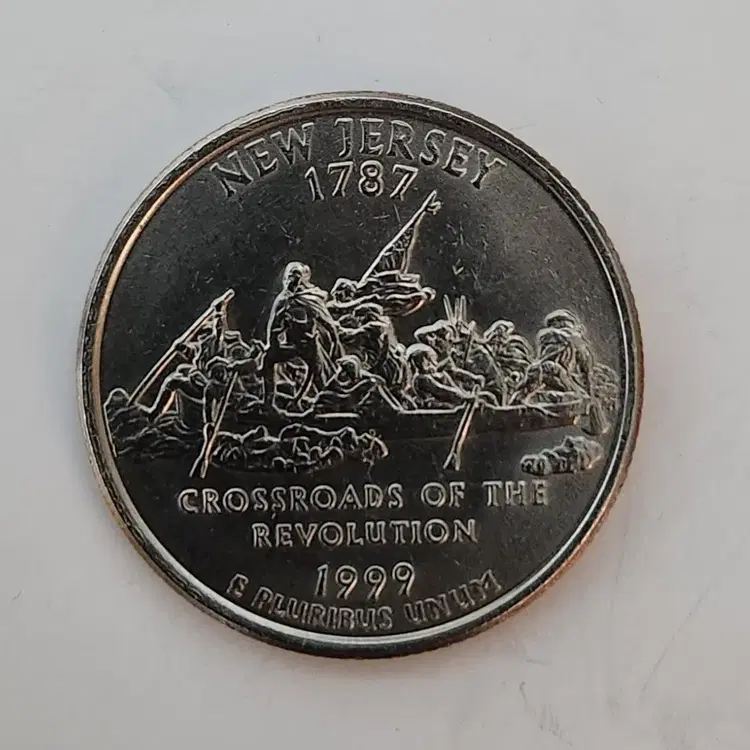 NEW JERSEY
1787
CROSSROADS OF THE
REVOLUTION
1999
E PLURIBUS UNUM